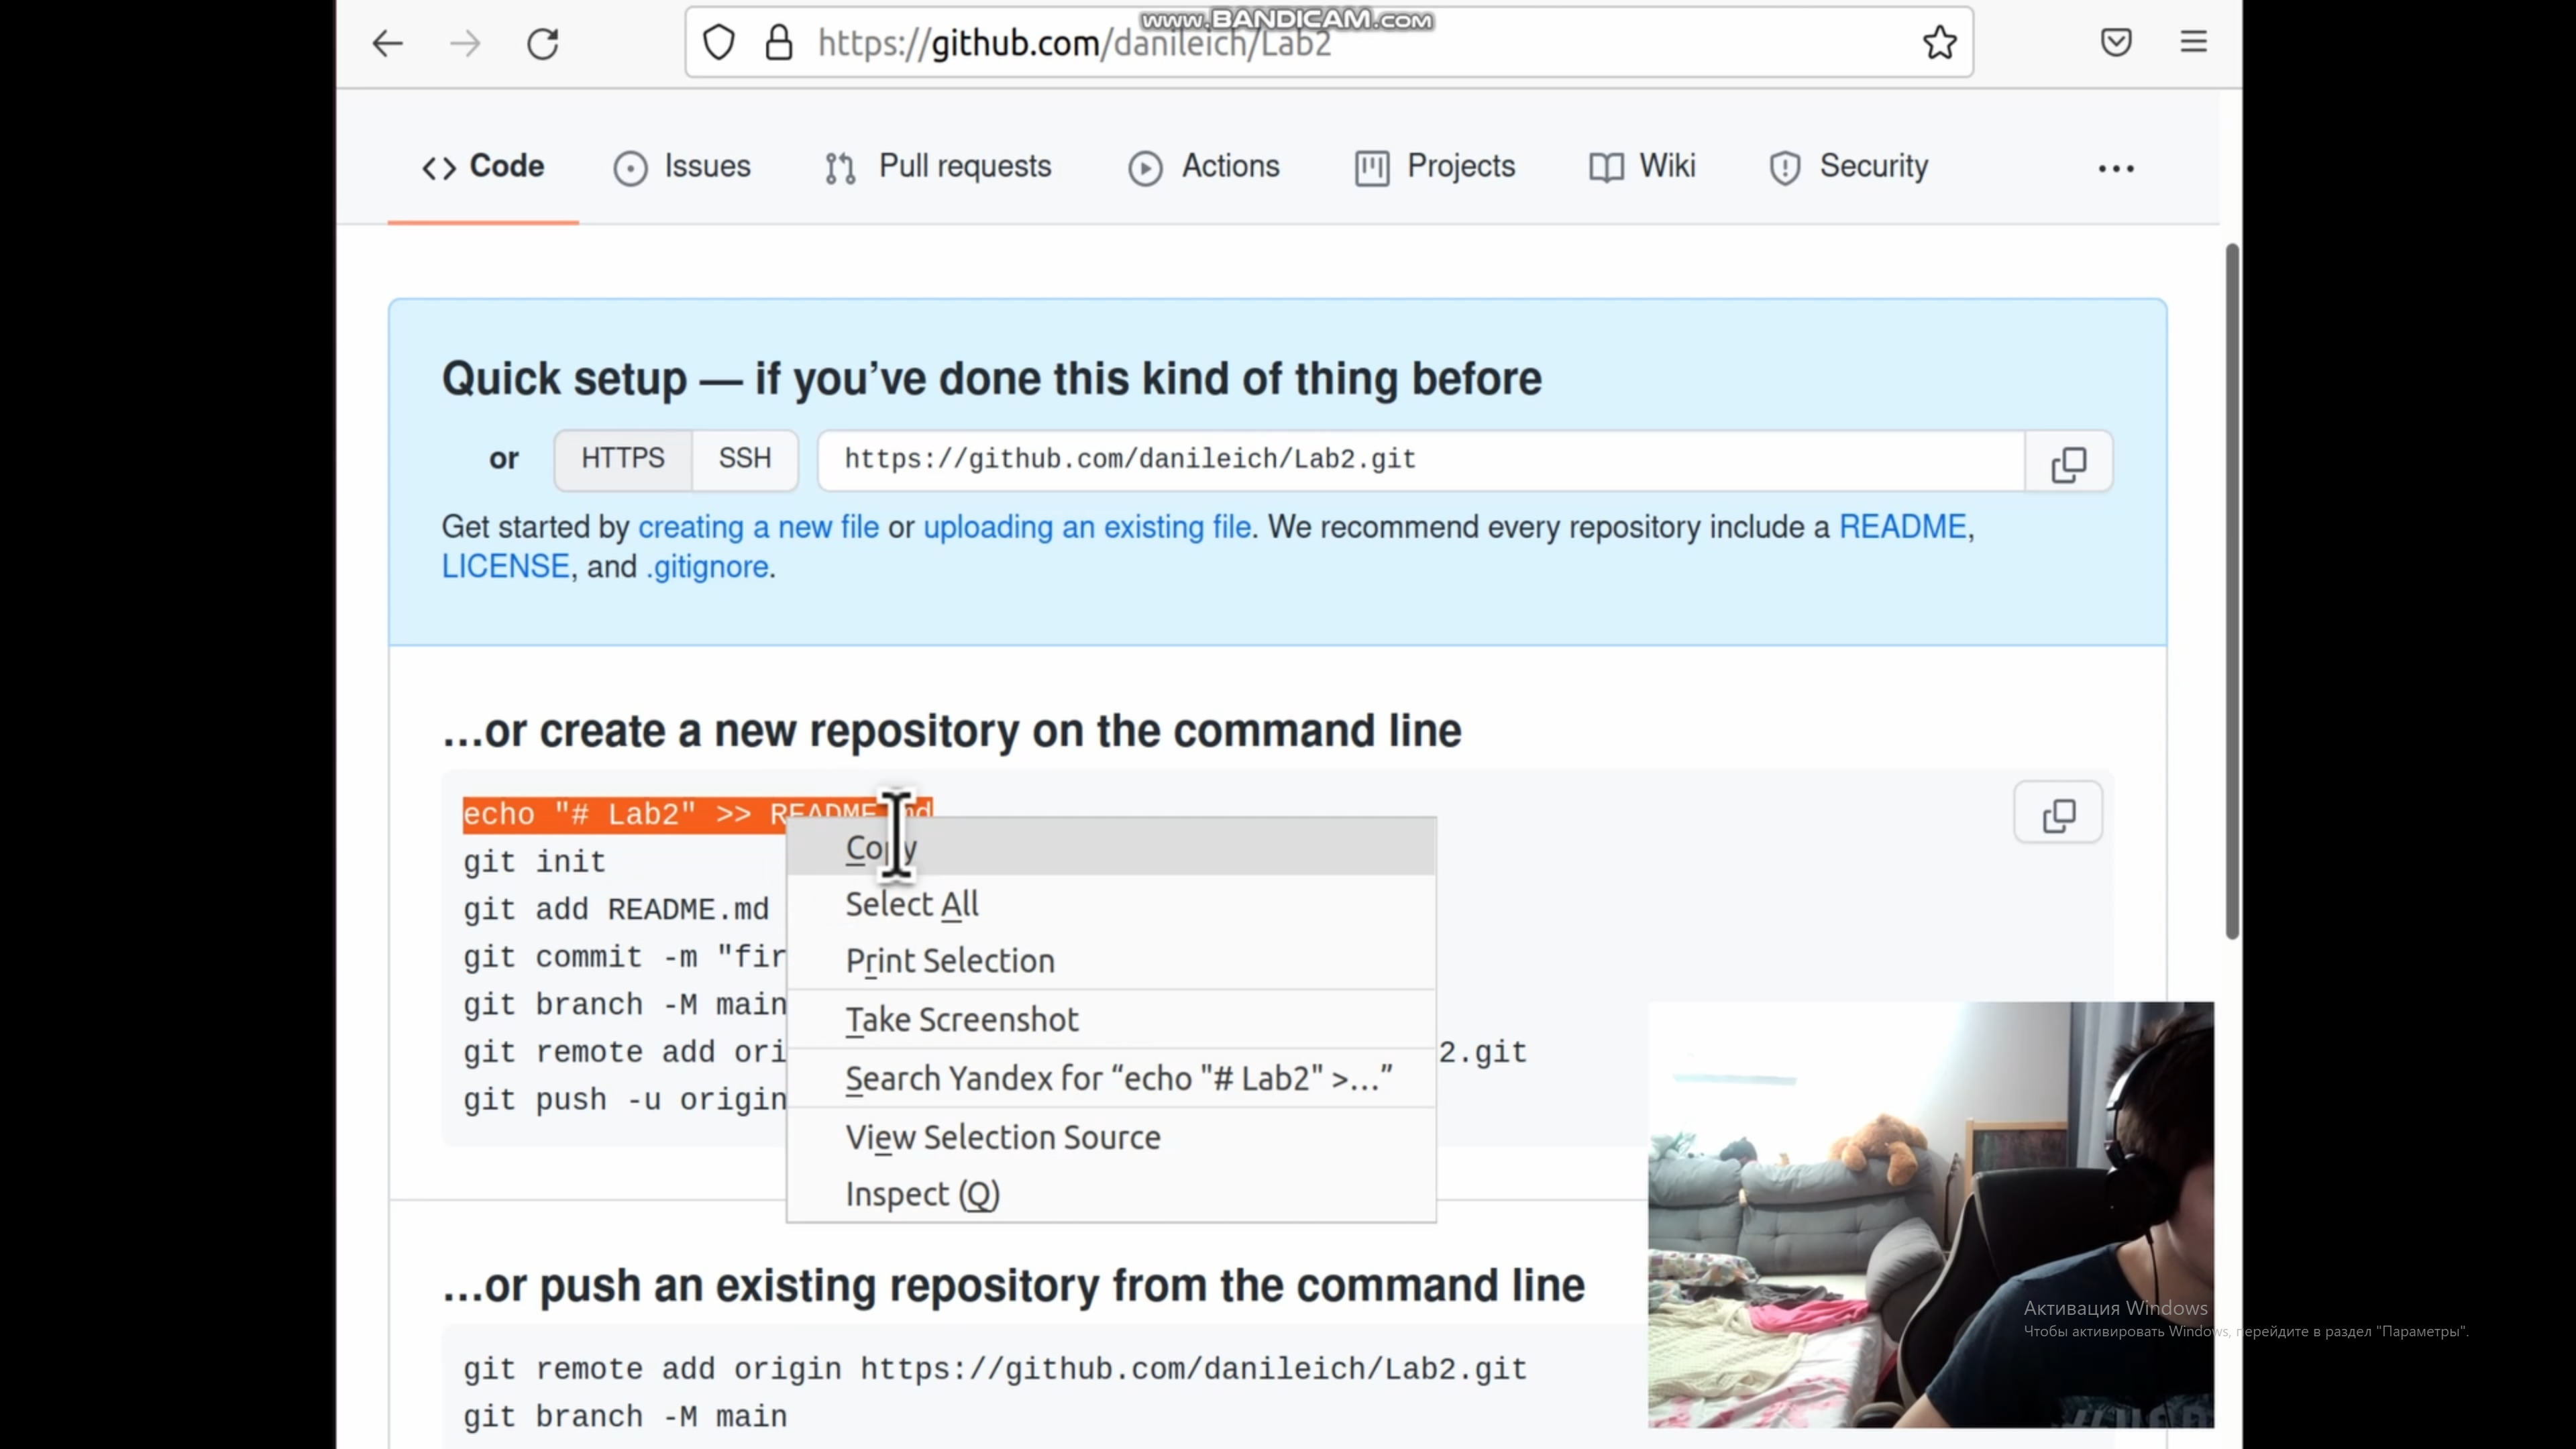 www.BANDICAM.com
https://github.com/danileich/Lab2
Code Issues Pull requests Actions Projects Wiki Security
Quick setup — if you've done this kind of thing before
or HTTPS SSH https://github.com/danileich/Lab2.git
Get started by creating a new file or uploading an existing file. We recommend every repository include a README,
LICENSE, and .gitignore.
...or create a new repository on the command line
echo "# Lab2" >> README.md
git init
git add README.md
git commit -m "fir
git branch -M main
git remote add ori 2.git
git push -u origin
Copy
Select All
Print Selection
Take Screenshot
Search Yandex for “echo "# Lab2" >...”
View Selection Source
Inspect (Q)
...or push an existing repository from the command line
git remote add origin https://github.com/danileich/Lab2.git
git branch -M main
Активация Windows
Чтобы активировать Windows, перейдите в раздел "Параметры".